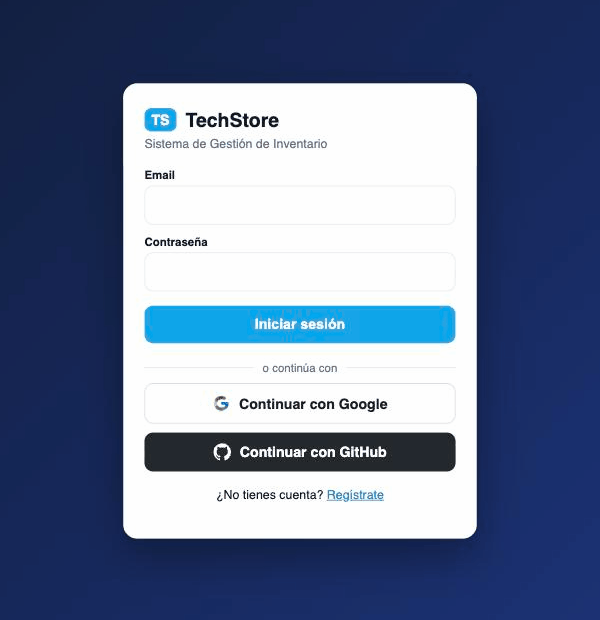 TS TechStore
Sistema de Gestión de Inventario
Email
Contraseña
Iniciar sesión
o continúa con
Continuar con Google
Continuar con GitHub
¿No tienes cuenta? Regístrate